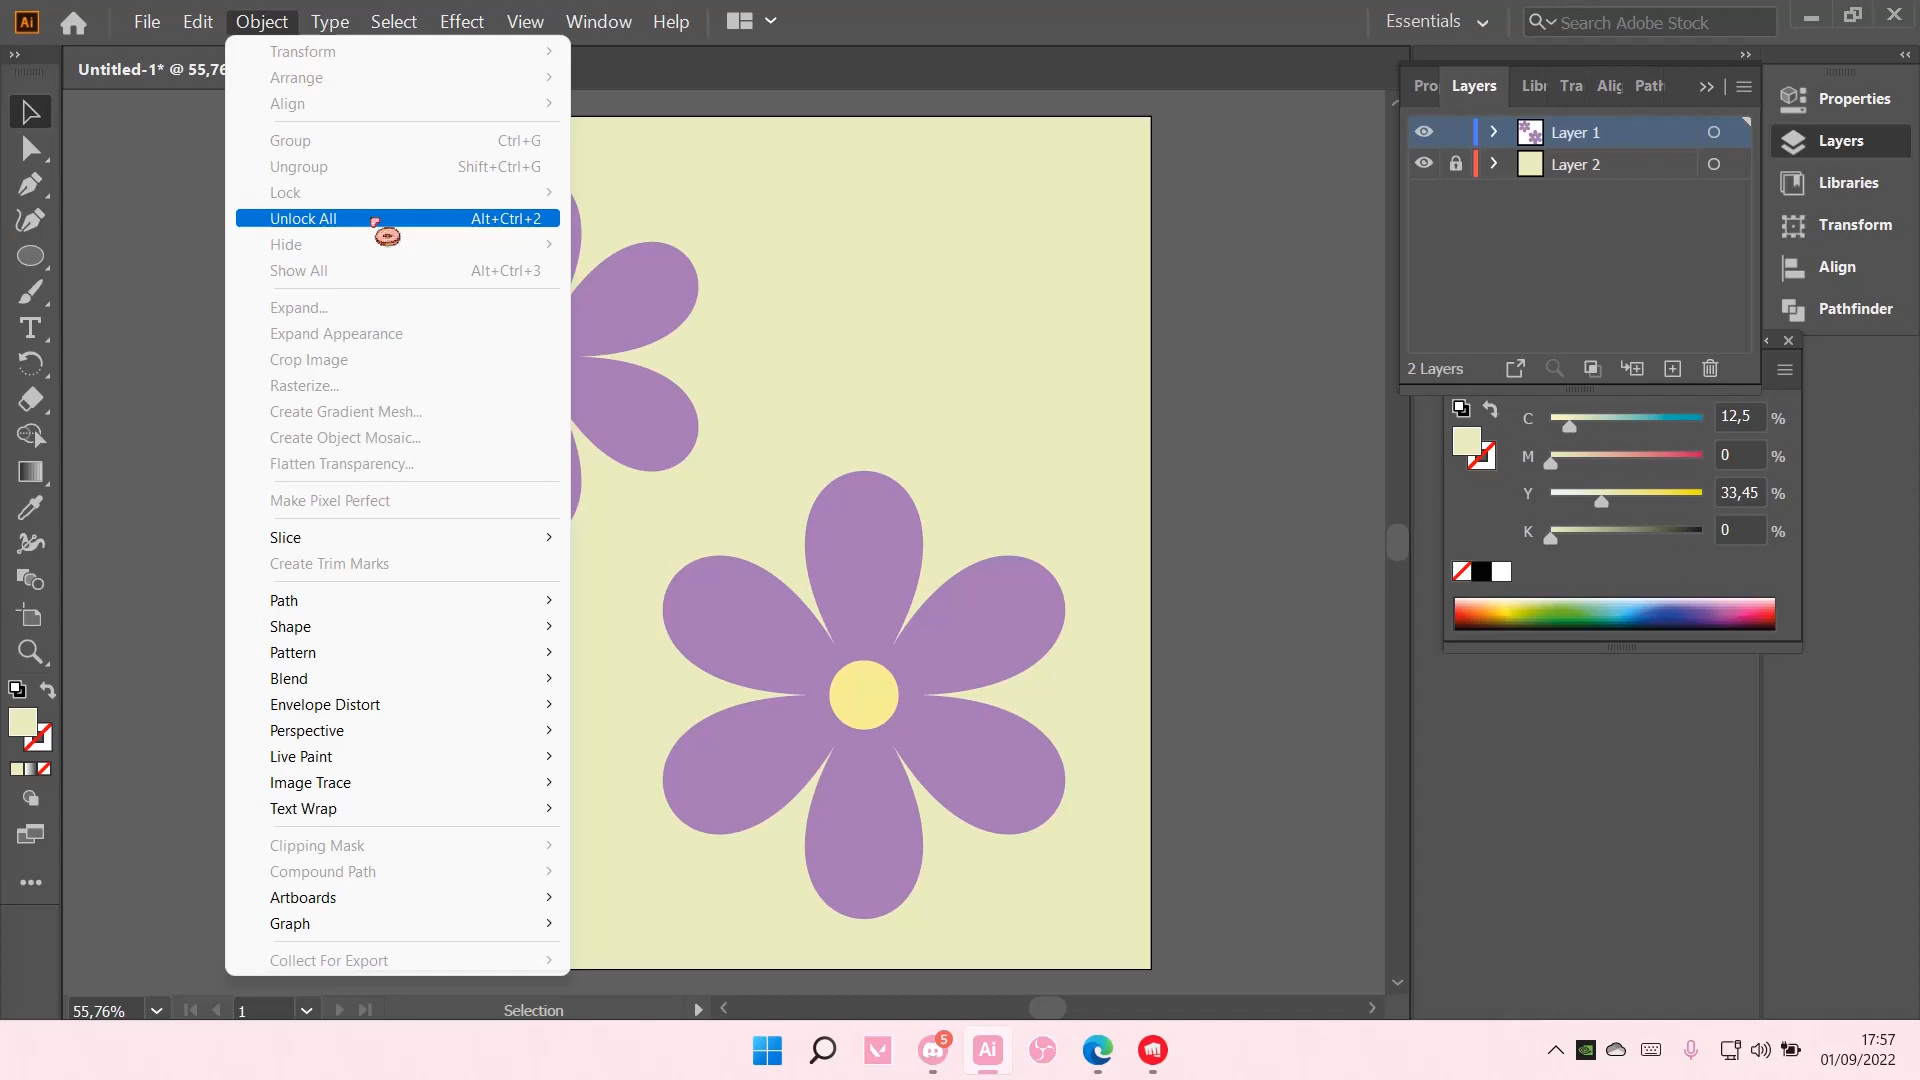 Ai File Edit Object Type Select Effect View Window Help Essentials Search Adobe Stock
Untitled-1* @ 55,76
Transform
Arrange
Align
Group Ctrl+G
Ungroup Shift+Ctrl+G
Lock
Unlock All Alt+Ctrl+2
Hide
Show All Alt+Ctrl+3
Expand...
Expand Appearance
Crop Image
Rasterize...
Create Gradient Mesh...
Create Object Mosaic...
Flatten Transparency...
Make Pixel Perfect
Slice
Create Trim Marks
Path
Shape
Pattern
Blend
Envelope Distort
Perspective
Live Paint
Image Trace
Text Wrap
Clipping Mask
Compound Path
Artboards
Graph
Collect For Export
Pro Layers Libr Tra Alig Path
Layer 1
Layer 2
2 Layers
C 12,5 %
M 0 %
Y 33,45 %
K 0 %
Properties
Layers
Libraries
Transform
Align
Pathfinder
55,76% 1 Selection
5
Ai
17:57
01/09/2022